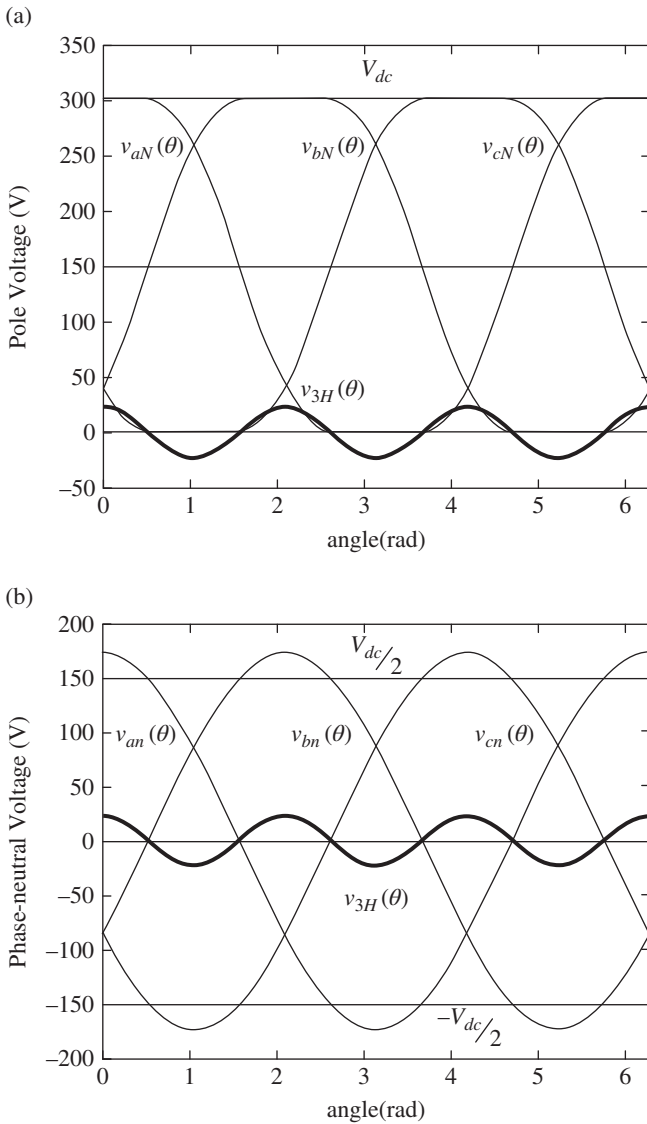 (a)
350
300
250
200
150
100
50
0
–50
Pole Voltage (V)
V_dc
v_aN(θ)
v_bN(θ)
v_cN(θ)
v_3H(θ)
0 1 2 3 4 5 6
angle(rad)
(b)
200
150
100
50
0
–50
–100
–150
–200
Phase-neutral Voltage (V)
V_dc/2
v_an(θ)
v_bn(θ)
v_cn(θ)
v_3H(θ)
–V_dc/2
0 1 2 3 4 5 6
angle(rad)